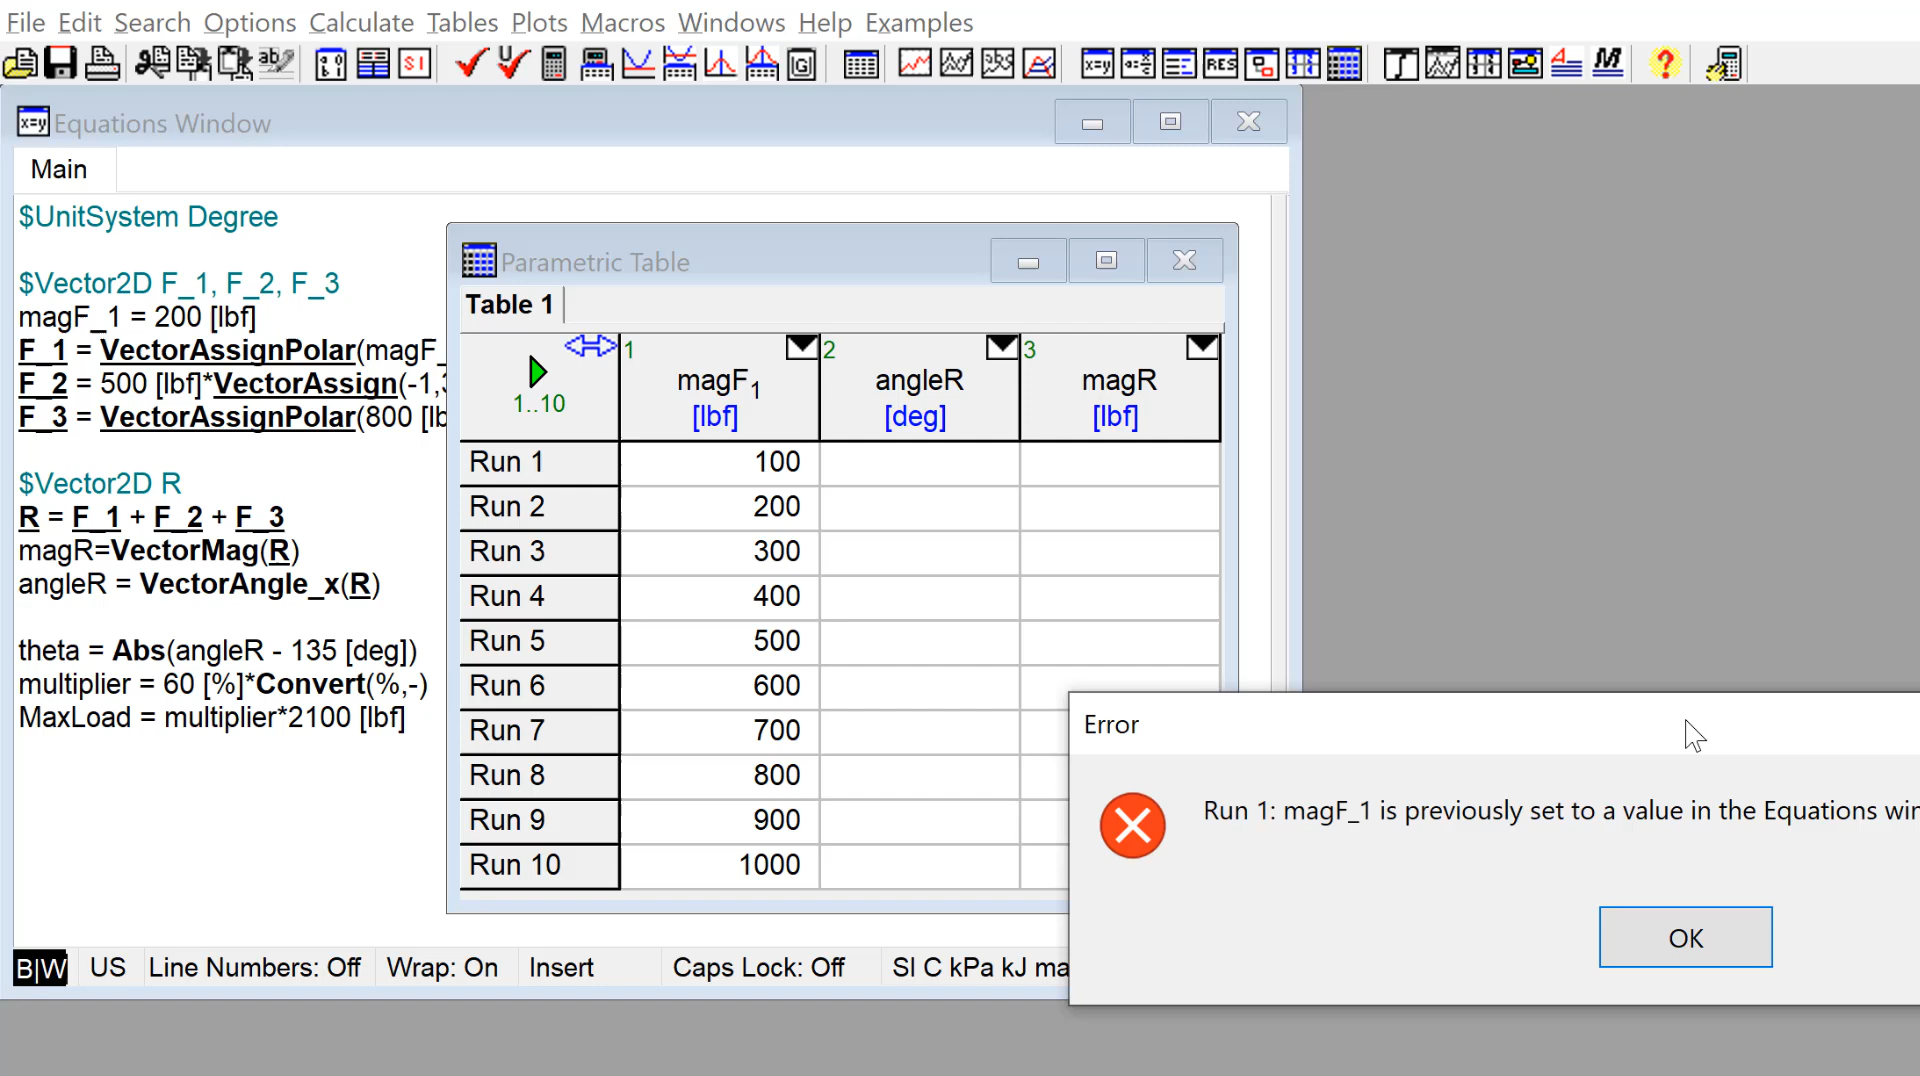 File Edit Search Options Calculate Tables Plots Macros Windows Help Examples
Equations Window
Main
$UnitSystem Degree
$Vector2D F_1, F_2, F_3
magF_1 = 200 [lbf]
F_1 = VectorAssignPolar(magF_
F_2 = 500 [lbf]*VectorAssign(-1,
F_3 = VectorAssignPolar(800 [lb
$Vector2D R
R = F_1 + F_2 + F_3
magR=VectorMag(R)
angleR = VectorAngle_x(R)
theta = Abs(angleR - 135 [deg])
multiplier = 60 [%]*Convert(%,-)
MaxLoad = multiplier*2100 [lbf]
Parametric Table
Table 1
1..10
1 magF1 [lbf]
2 angleR [deg]
3 magR [lbf]
Run 1 100
Run 2 200
Run 3 300
Run 4 400
Run 5 500
Run 6 600
Run 7 700
Run 8 800
Run 9 900
Run 10 1000
Error
Run 1: magF_1 is previously set to a value in the Equations
OK
B|W US Line Numbers: Off Wrap: On Insert Caps Lock: Off SI C kPa kJ ma